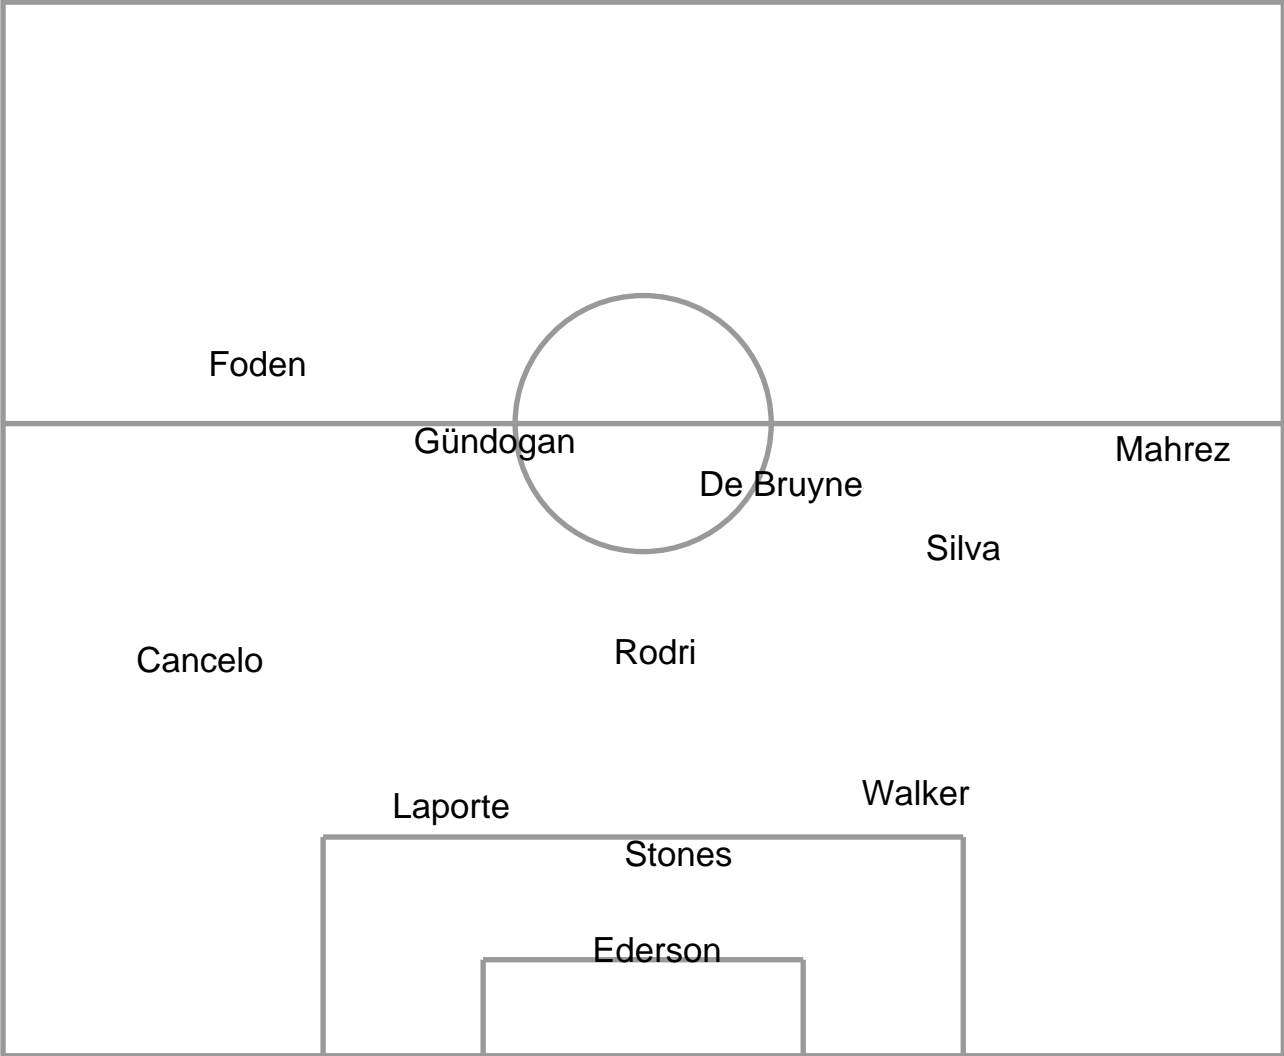 Foden
Gündogan
Mahrez
De Bruyne
Silva
Rodri
Cancelo
Walker
Laporte
Stones
Ederson